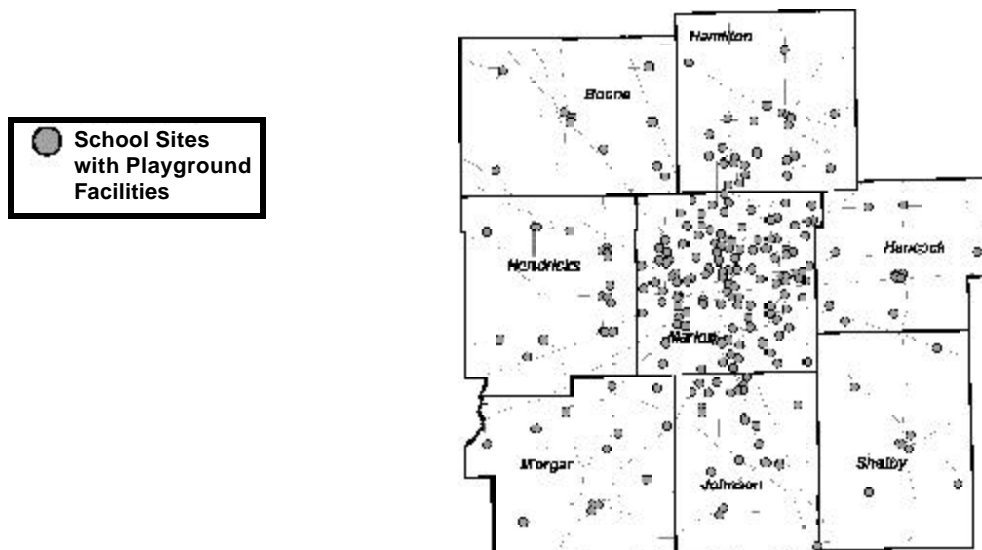 School Sites
with Playground
Facilities
Hamilton
Boone
Hancock
Hendricks
Marion
Morgan
Shelby
Johnson